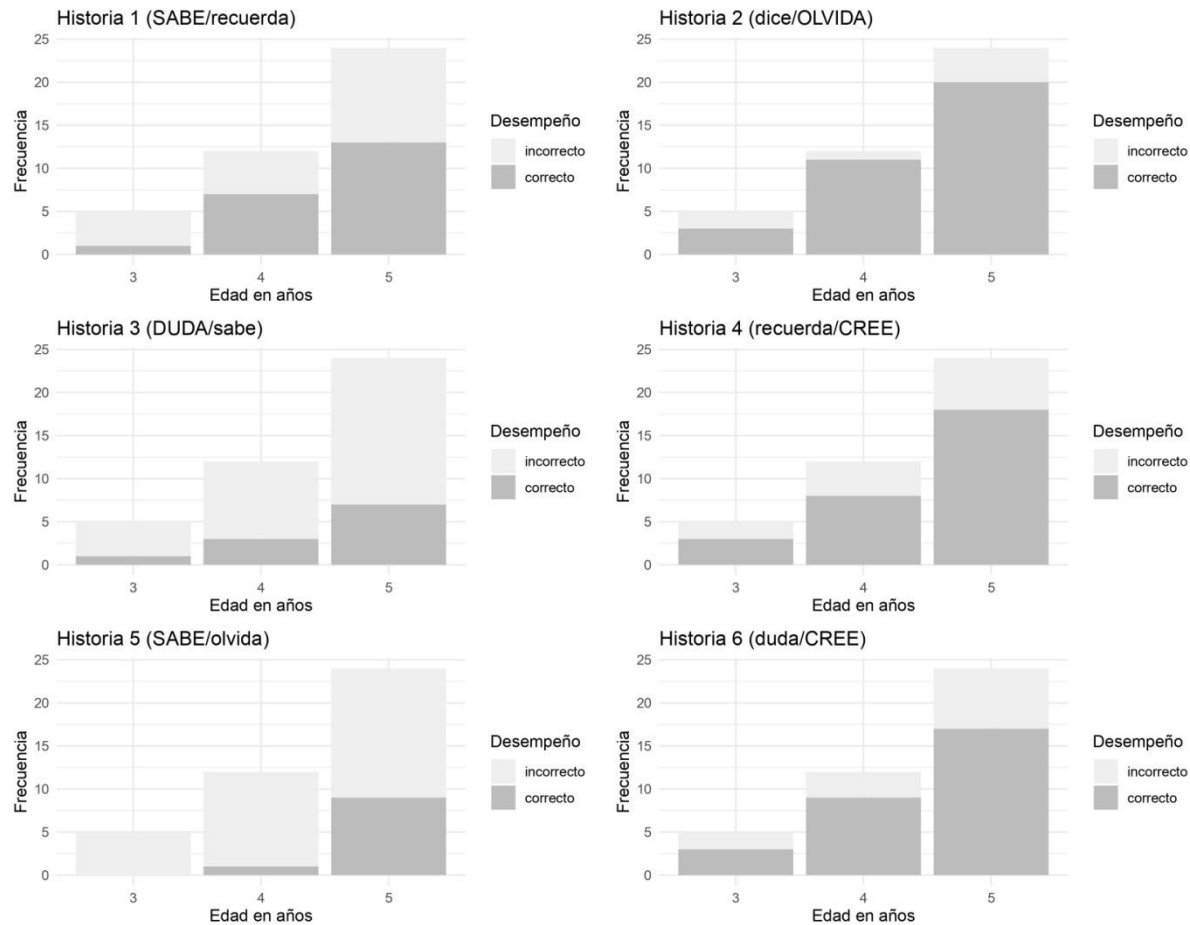 Historia 1 (SABE/recuerda)
25
20
15
10
5
0
Frecuencia
3 4 5
Edad en años
Desempeño
incorrecto
correcto
Historia 2 (dice/OLVIDA)
25
20
15
10
5
0
Frecuencia
3 4 5
Edad en años
Desempeño
incorrecto
correcto
Historia 3 (DUDA/sabe)
25
20
15
10
5
0
Frecuencia
3 4 5
Edad en años
Desempeño
incorrecto
correcto
Historia 4 (recuerda/CREE)
25
20
15
10
5
0
Frecuencia
3 4 5
Edad en años
Desempeño
incorrecto
correcto
Historia 5 (SABE/olvida)
25
20
15
10
5
0
Frecuencia
3 4 5
Edad en años
Desempeño
incorrecto
correcto
Historia 6 (duda/CREE)
25
20
15
10
5
0
Frecuencia
3 4 5
Edad en años
Desempeño
incorrecto
correcto